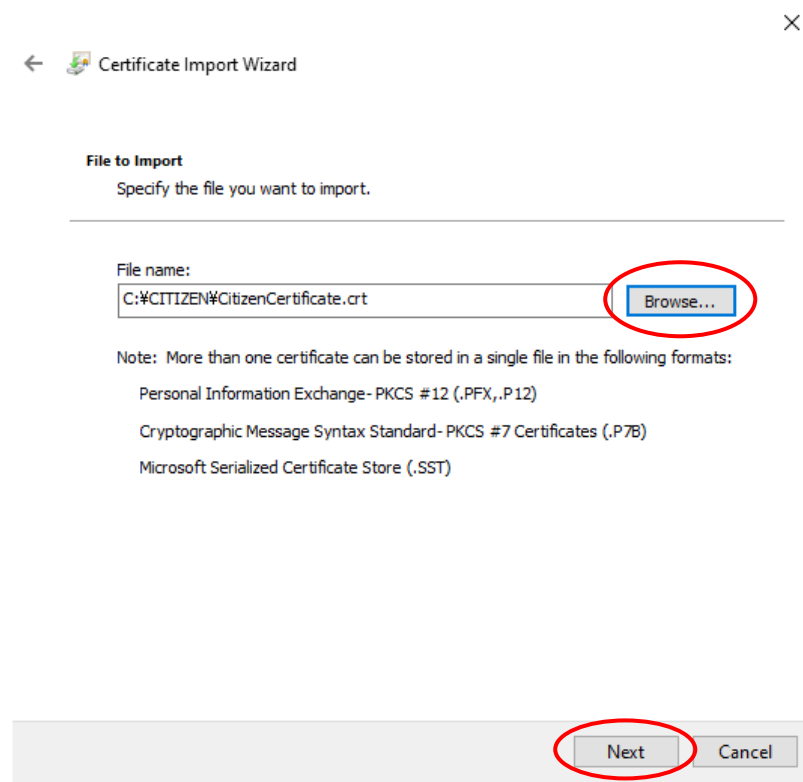 Certificate Import Wizard
File to Import
Specify the file you want to import.
File name:
C:¥CITIZEN¥CitizenCertificate.crt
Browse...
Note: More than one certificate can be stored in a single file in the following formats:
Personal Information Exchange- PKCS #12 (.PFX,.P12)
Cryptographic Message Syntax Standard- PKCS #7 Certificates (.P7B)
Microsoft Serialized Certificate Store (.SST)
Next
Cancel